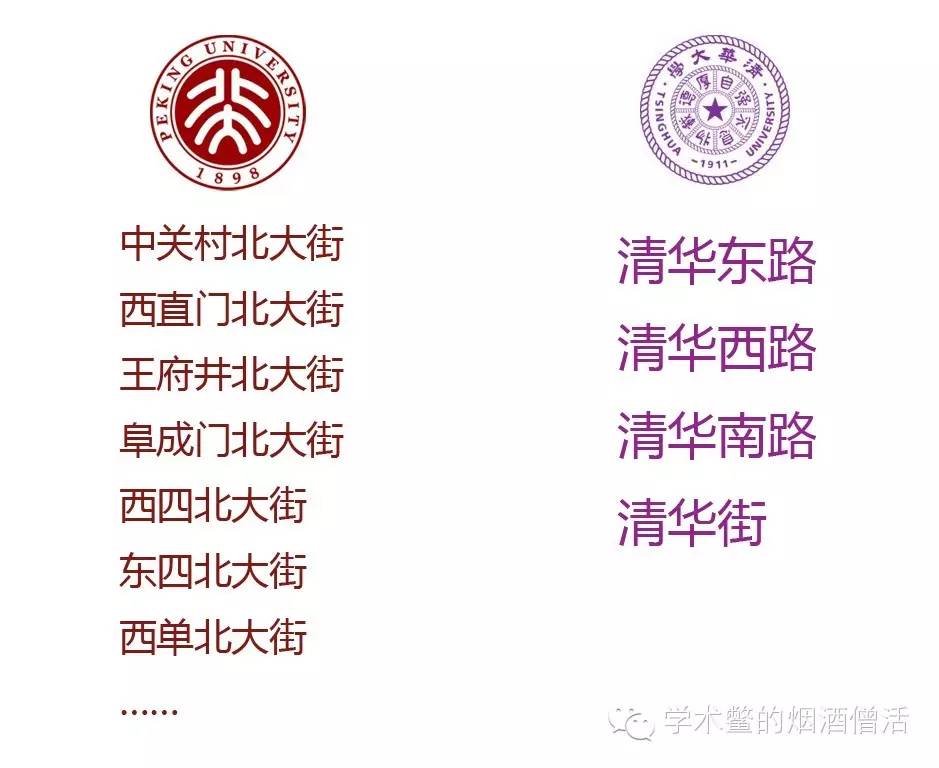 PEKING UNIVERSITY
1898
中关村北大街
西直门北大街
王府井北大街
阜成门北大街
西四北大街
东四北大街
西单北大街
……
清華大學
自强不息
厚德載物
TSINGHUA UNIVERSITY
–1911–
清华东路
清华西路
清华南路
清华街
学术鳖的烟酒僧活